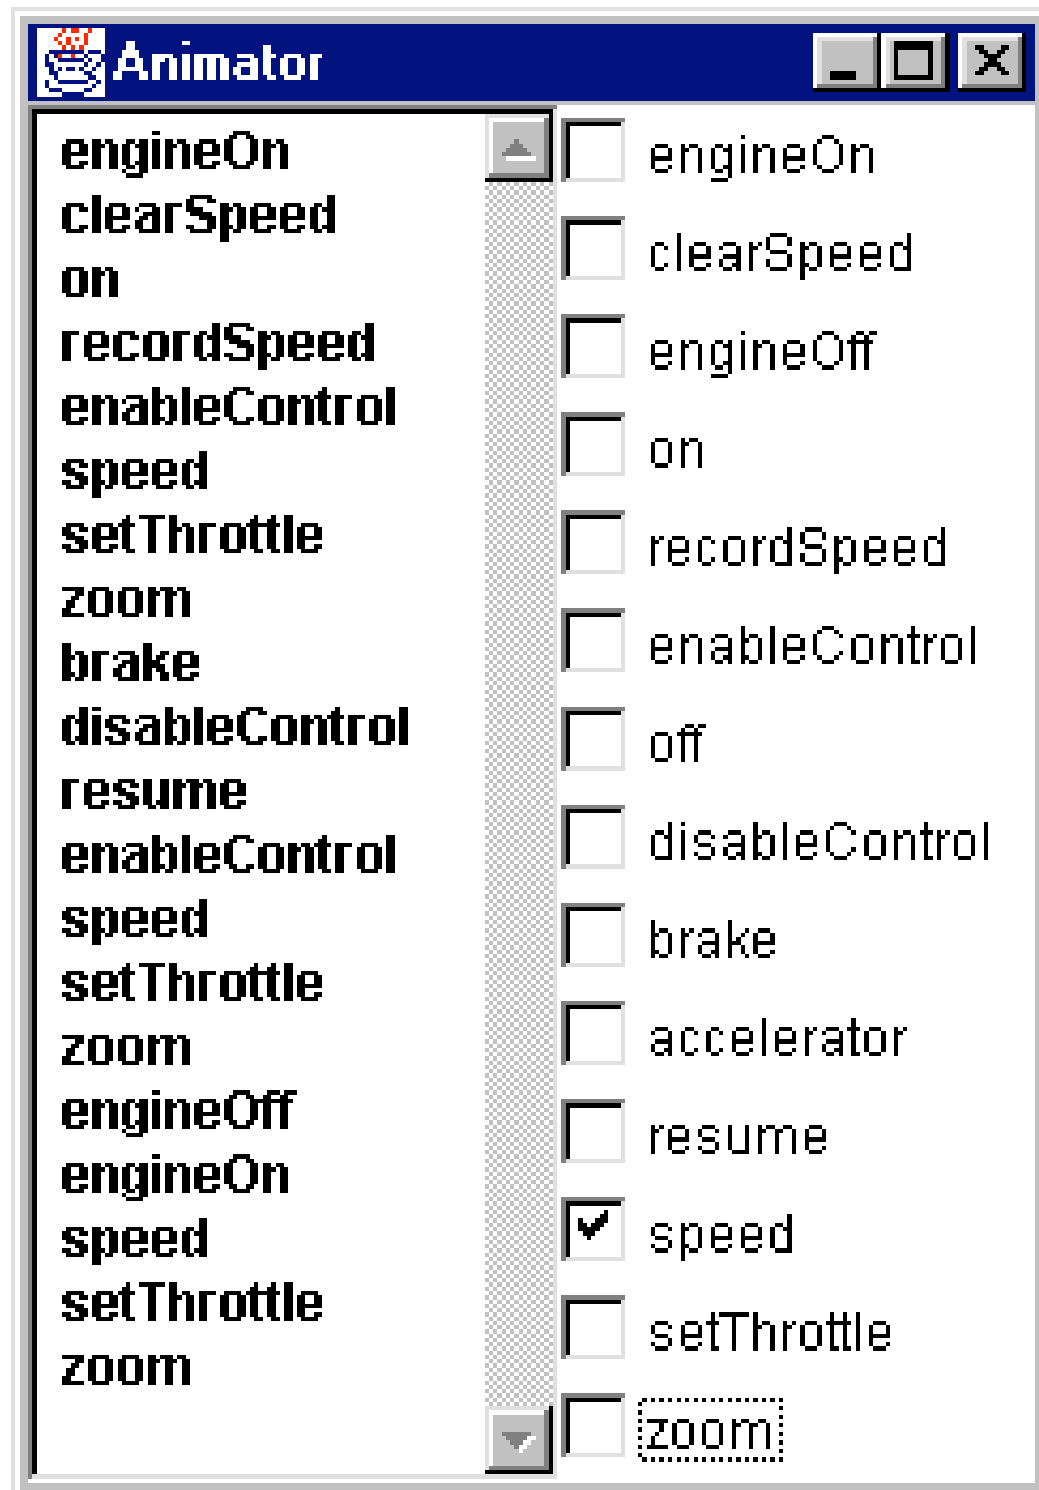 Animator
engineOn
clearSpeed
on
recordSpeed
enableControl
speed
setThrottle
zoom
brake
disableControl
resume
enableControl
speed
setThrottle
zoom
engineOff
engineOn
speed
setThrottle
zoom
engineOn
clearSpeed
engineOff
on
recordSpeed
enableControl
off
disableControl
brake
accelerator
resume
speed
setThrottle
zoom